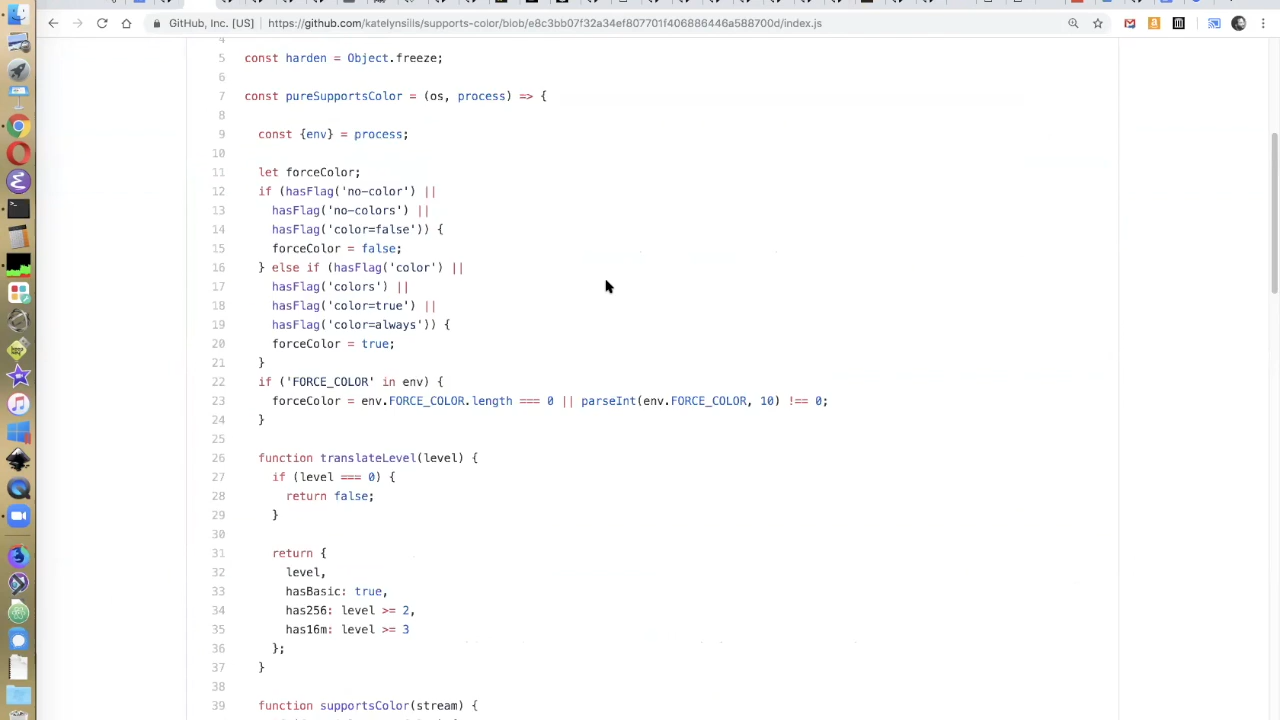 GitHub, Inc. [US] | https://github.com/katelynsills/supports-color/blob/e8c3bb07f32a34ef807701f406886446a588700d/index.js
4
5 const harden = Object.freeze;
6
7 const pureSupportsColor = (os, process) => {
8
9 const {env} = process;
10
11 let forceColor;
12 if (hasFlag('no-color') ||
13 hasFlag('no-colors') ||
14 hasFlag('color=false')) {
15 forceColor = false;
16 } else if (hasFlag('color') ||
17 hasFlag('colors') ||
18 hasFlag('color=true') ||
19 hasFlag('color=always')) {
20 forceColor = true;
21 }
22 if ('FORCE_COLOR' in env) {
23 forceColor = env.FORCE_COLOR.length === 0 || parseInt(env.FORCE_COLOR, 10) !== 0;
24 }
25
26 function translateLevel(level) {
27 if (level === 0) {
28 return false;
29 }
30
31 return {
32 level,
33 hasBasic: true,
34 has256: level >= 2,
35 has16m: level >= 3
36 };
37 }
38
39 function supportsColor(stream) {